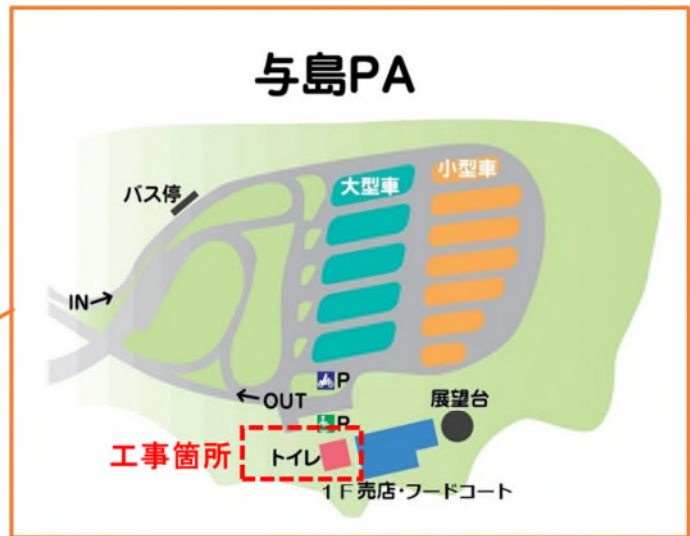 与島PA
大型車
小型車
バス停
IN→
P
←OUT
展望台
P
工事箇所
トイレ
1F売店・フードコート